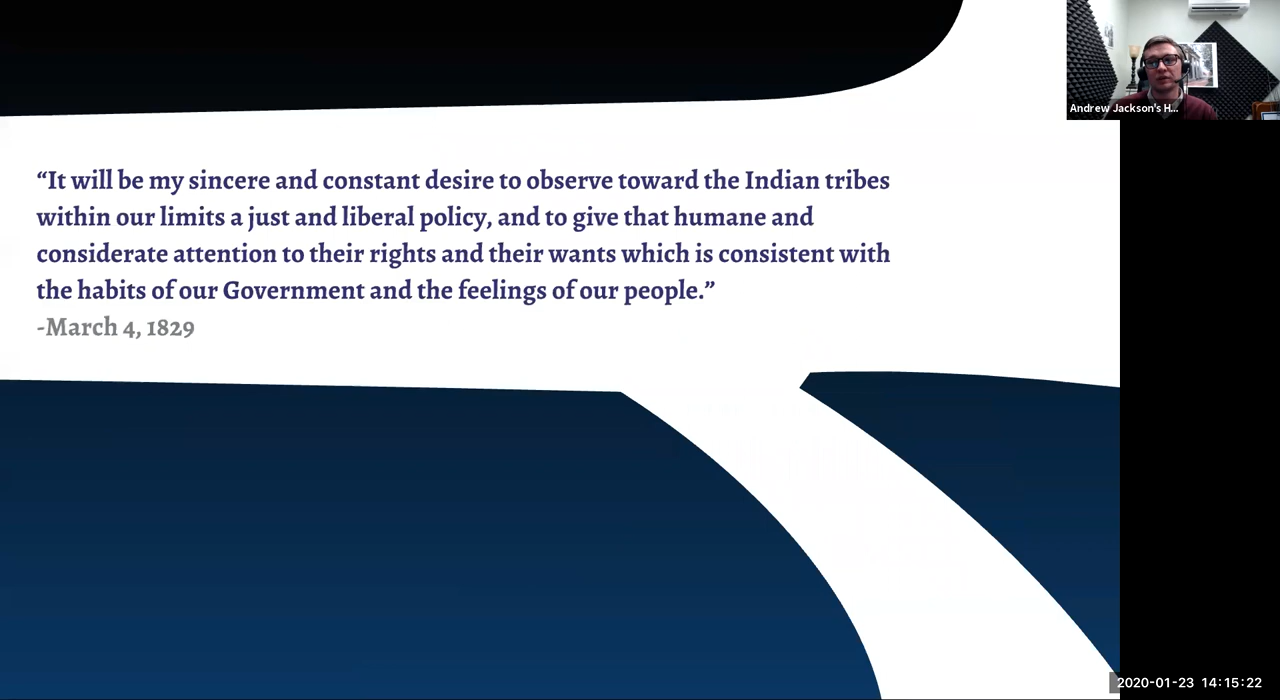 “It will be my sincere and constant desire to observe toward the Indian tribes
within our limits a just and liberal policy, and to give that humane and
considerate attention to their rights and their wants which is consistent with
the habits of our Government and the feelings of our people.”
-March 4, 1829
Andrew Jackson's H...
2020-01-23 14:15:22